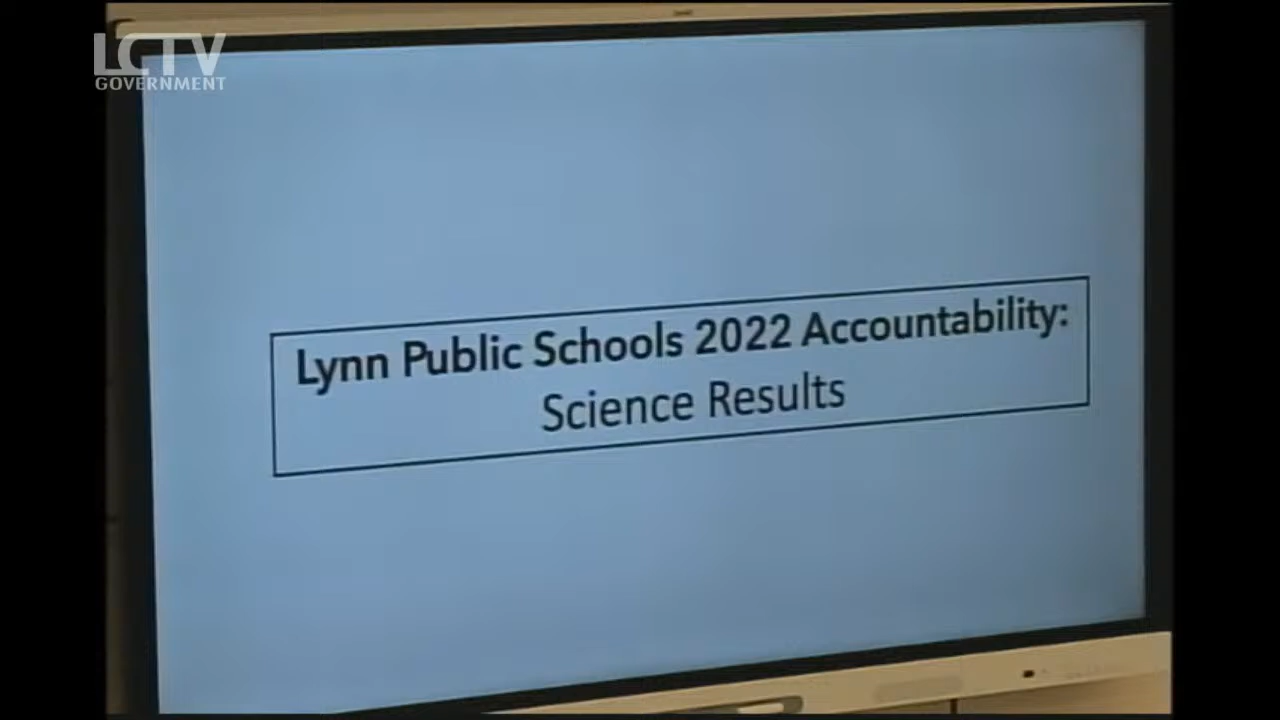 LCTV
GOVERNMENT
Lynn Public Schools 2022 Accountability:
Science Results